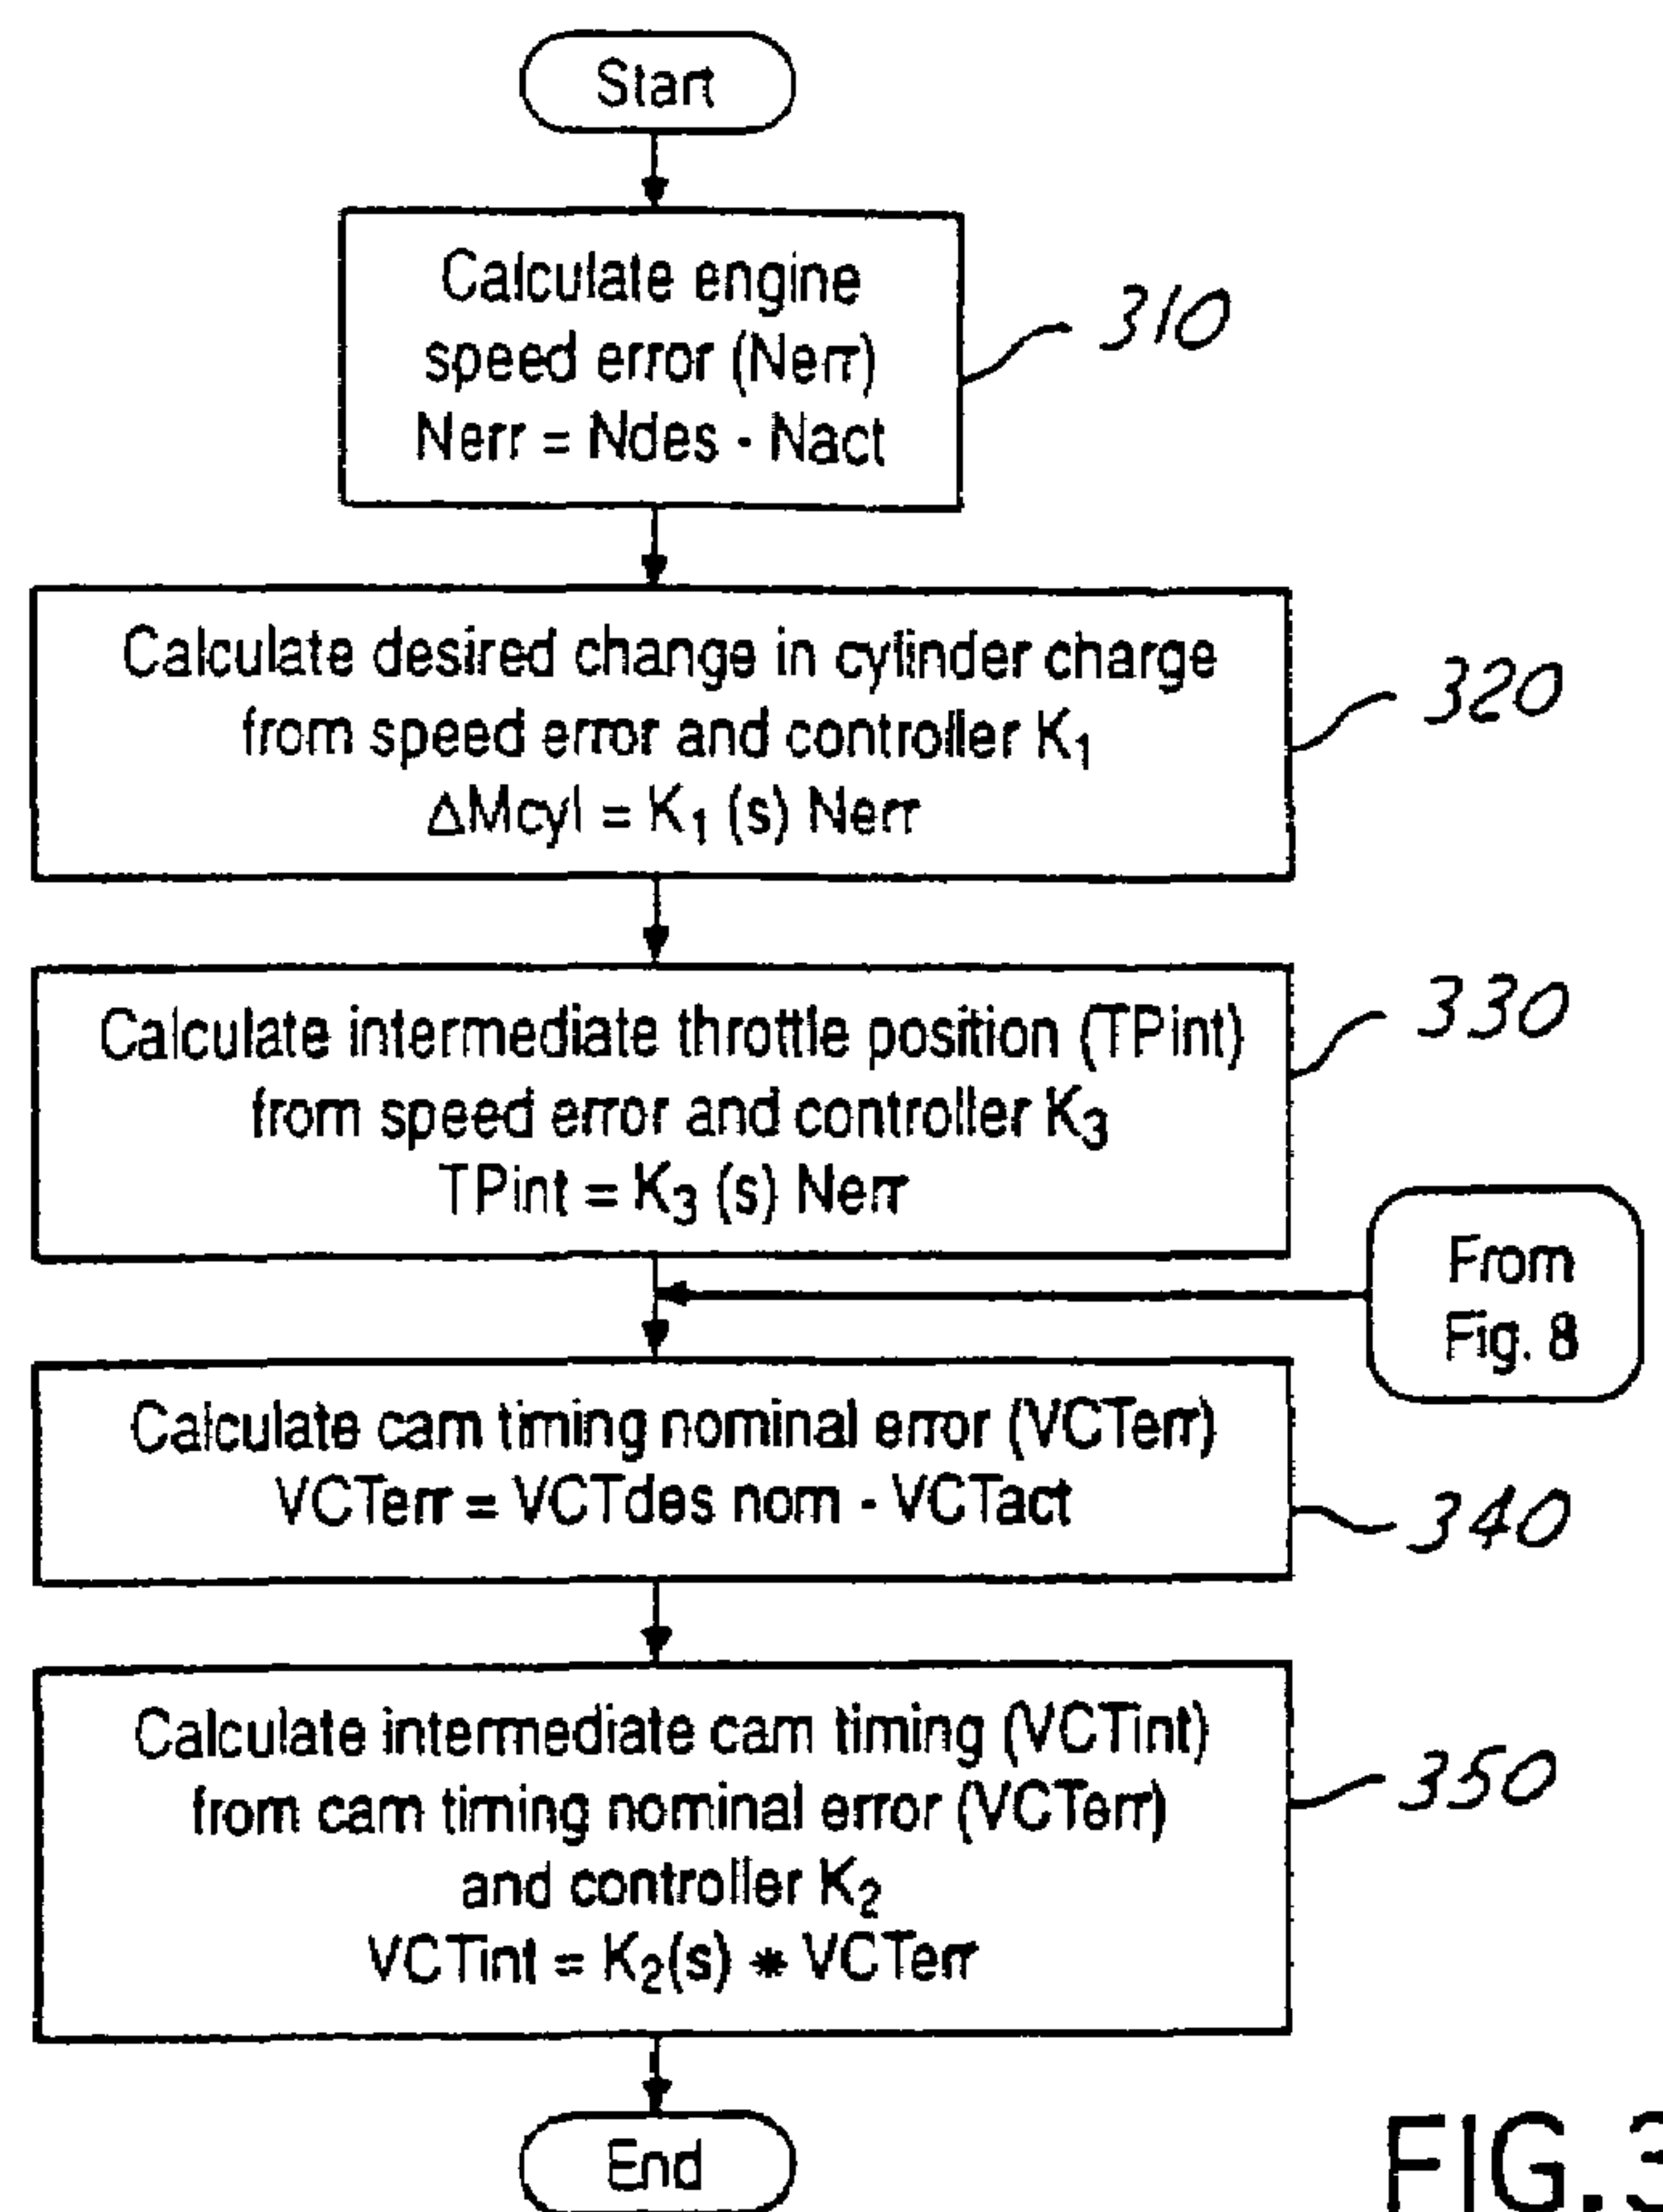 Start
Calculate engine
speed error (Nerr)
Nerr = Ndes - Nact
310
Calculate desired change in cylinder charge
from speed error and controller K₁
ΔMcyl = K₁ (s) Nerr
320
Calculate intermediate throttle position (TPint)
from speed error and controller K₃
TPint = K₃ (s) Nerr
330
From
Fig. 8
Calculate cam timing nominal error (VCTerr)
VCTerr = VCTdes nom - VCTact
340
Calculate intermediate cam timing (VCTint)
from cam timing nominal error (VCTerr)
and controller K₂
VCTint = K₂(s) * VCTerr
350
End
FIG.3